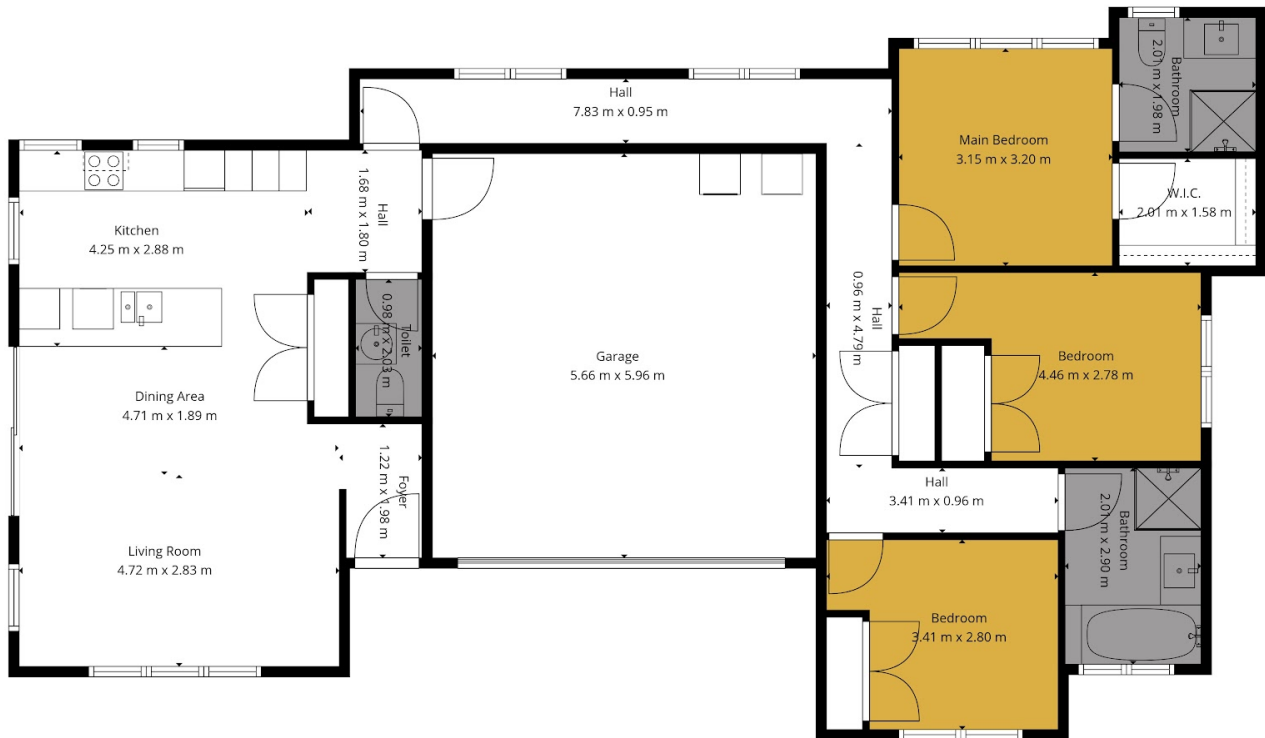 Hall
7.83 m x 0.95 m
Bathroom
2.01 m x 1.98 m
Main Bedroom
3.15 m x 3.20 m
W.I.C.
2.01 m x 1.58 m
Hall
1.68 m x 1.80 m
Kitchen
4.25 m x 2.88 m
Toilet
0.98 m x 2.03 m
Hall
0.96 m x 4.79 m
Garage
5.66 m x 5.96 m
Bedroom
4.46 m x 2.78 m
Dining Area
4.71 m x 1.89 m
Foyer
1.22 m x 1.98 m
Hall
3.41 m x 0.96 m
Bathroom
2.01 m x 2.90 m
Living Room
4.72 m x 2.83 m
Bedroom
3.41 m x 2.80 m